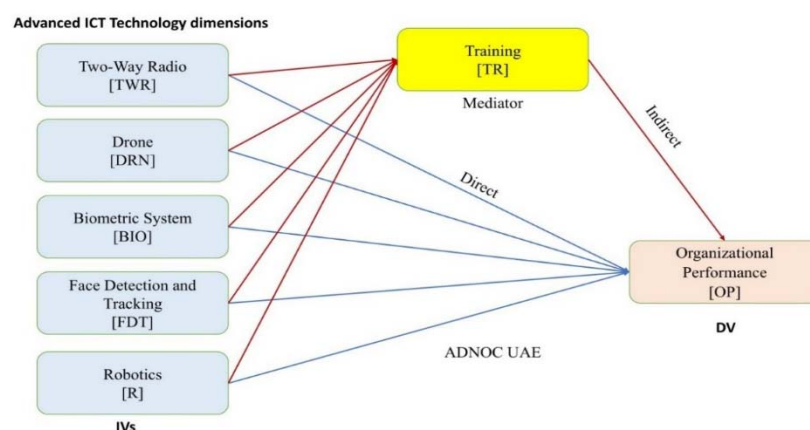 Advanced ICT Technology dimensions
Two-Way Radio
[TWR]
Drone
[DRN]
Biometric System
[BIO]
Face Detection and
Tracking
[FDT]
Robotics
[R]
IVs
Training
[TR]
Mediator
Direct
Indirect
Organizational
Performance
[OP]
DV
ADNOC UAE